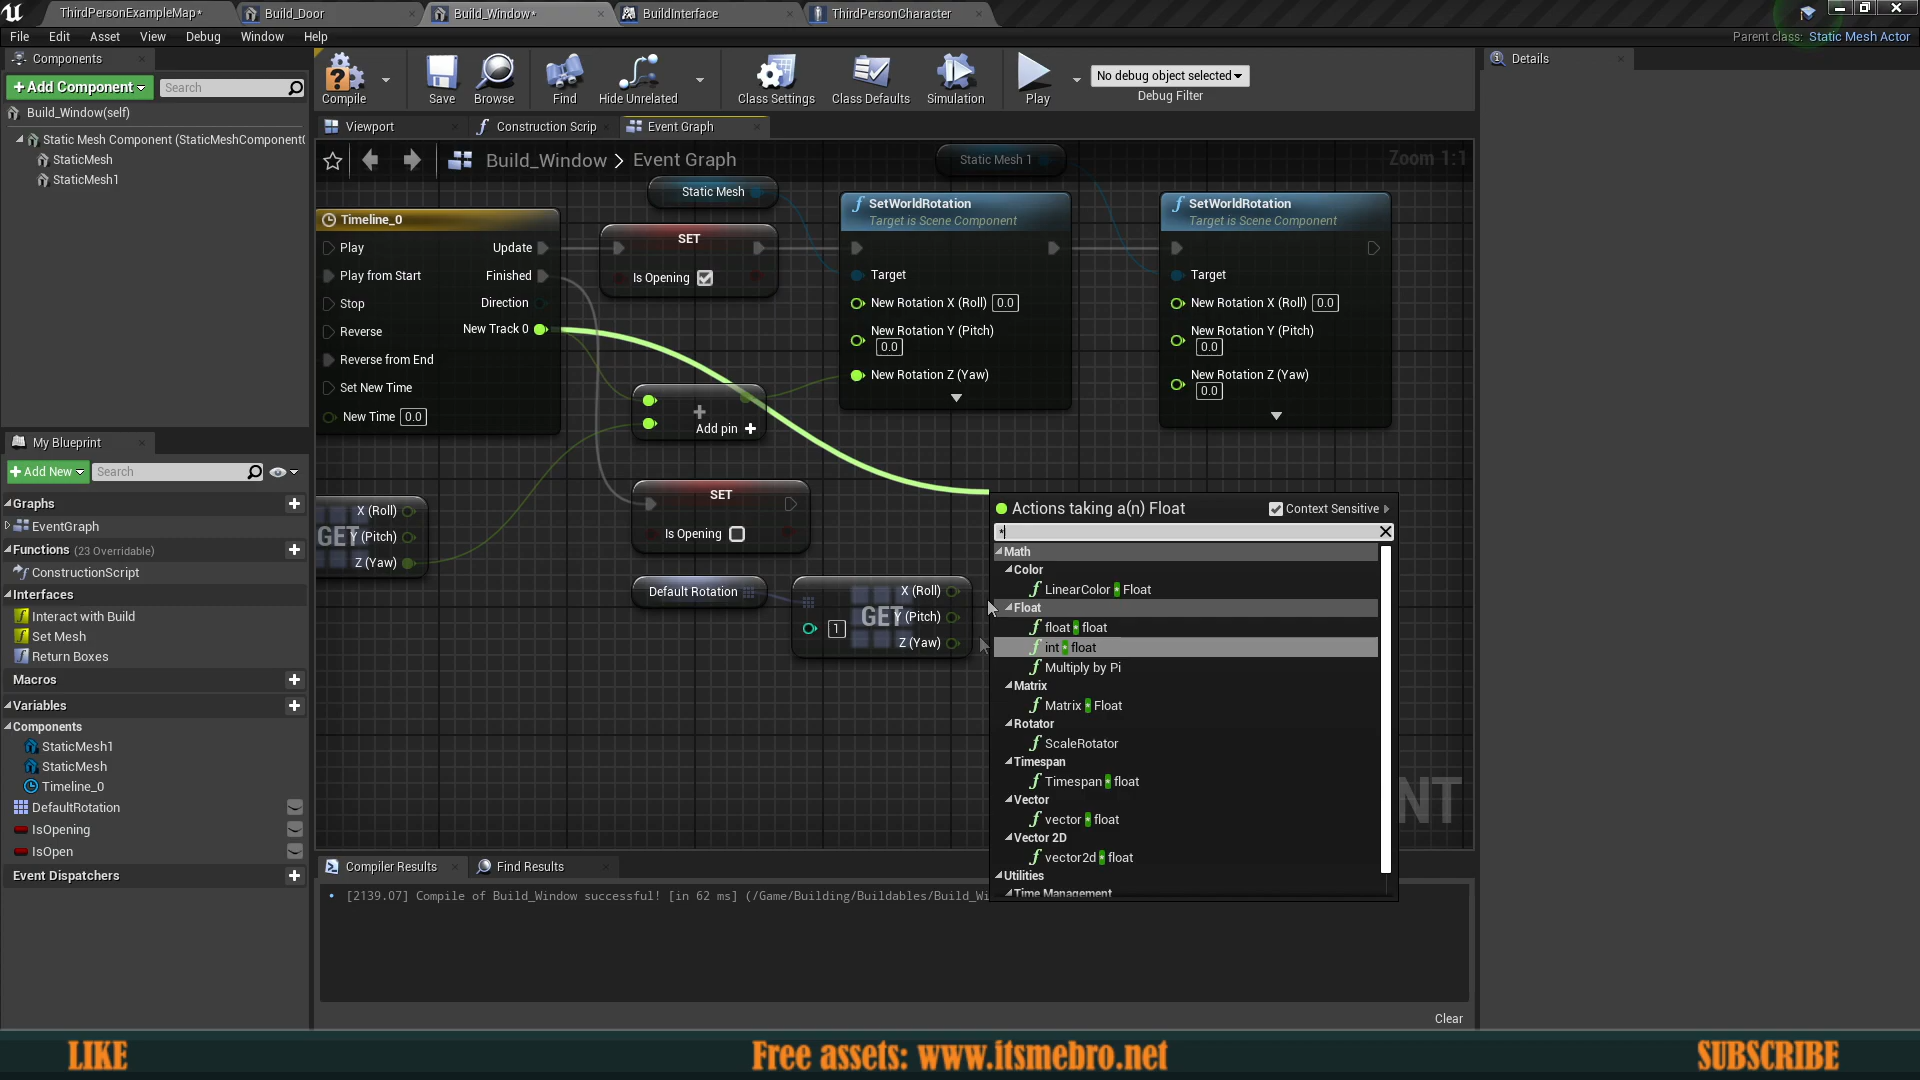 ThirdPersonExampleMap*
Build_Door
Build_Window*
BuildInterface
ThirdPersonCharacter
File Edit Asset View Debug Window Help
Parent class: Static Mesh Actor
Components
Add Component
Search
Build_Window(self)
Static Mesh Component (StaticMeshComponent
StaticMesh
StaticMesh1
Compile
Save
Browse
Find
Hide Unrelated
Class Settings
Class Defaults
Simulation
Play
No debug object selected
Debug Filter
Details
Viewport
Construction Scrip
Event Graph
Build_Window > Event Graph
Zoom 1:1
Static Mesh 1
Static Mesh
Timeline_0
Play
Update
Play from Start
Finished
Stop
Direction
Reverse
New Track 0
Reverse from End
Set New Time
New Time 0.0
SET
Is Opening
SetWorldRotation
Target is Scene Component
Target
New Rotation X (Roll) 0.0
New Rotation Y (Pitch)
0.0
New Rotation Z (Yaw)
SetWorldRotation
Target is Scene Component
Target
New Rotation X (Roll) 0.0
New Rotation Y (Pitch)
0.0
New Rotation Z (Yaw)
0.0
Add pin
SET
Is Opening
GET
X (Roll)
Y (Pitch)
Z (Yaw)
Default Rotation
GET
1
X (Roll)
Y (Pitch)
Z (Yaw)
Actions taking a(n) Float
Context Sensitive
*
Math
Color
LinearColor * Float
Float
float * float
int * float
Multiply by Pi
Matrix
Matrix * Float
Rotator
ScaleRotator
Timespan
Timespan * float
Vector
vector * float
Vector 2D
vector2d * float
Utilities
Time Management
NT
My Blueprint
Add New
Search
Graphs
EventGraph
Functions (23 Overridable)
ConstructionScript
Interfaces
Interact with Build
Set Mesh
Return Boxes
Macros
Variables
Components
StaticMesh1
StaticMesh
Timeline_0
DefaultRotation
IsOpening
IsOpen
Event Dispatchers
Compiler Results
Find Results
[2139.07] Compile of Build_Window successful! [in 62 ms] (/Game/Building/Buildables/Build_Wi
Clear
LIKE
Free assets: www.itsmebro.net
SUBSCRIBE